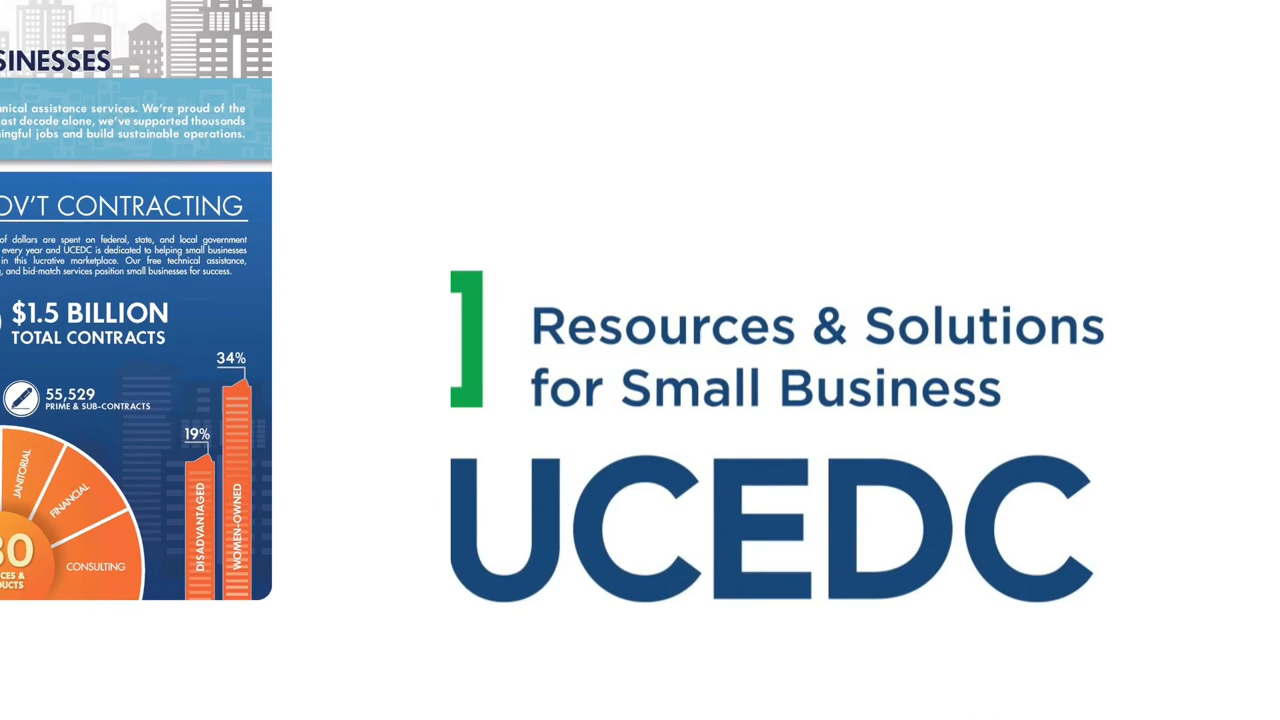 SINESSES
nical assistance services. We're proud of the
ast decade alone, we've supported thousands
ingful jobs and build sustainable operations.
OV'T CONTRACTING
of dollars are spent on federal, state, and local government
every year and UCEDC is dedicated to helping small businesses
in this lucrative marketplace. Our free technical assistance,
, and bid-match services position small businesses for success.
$1.5 BILLION
TOTAL CONTRACTS
34%
55,529
PRIME & SUB-CONTRACTS
19%
JANITORIAL
FINANCIAL
CONSULTING
30
CES &
UCTS
DISADVANTAGED
WOMEN-OWNED
Resources & Solutions
for Small Business
UCEDC